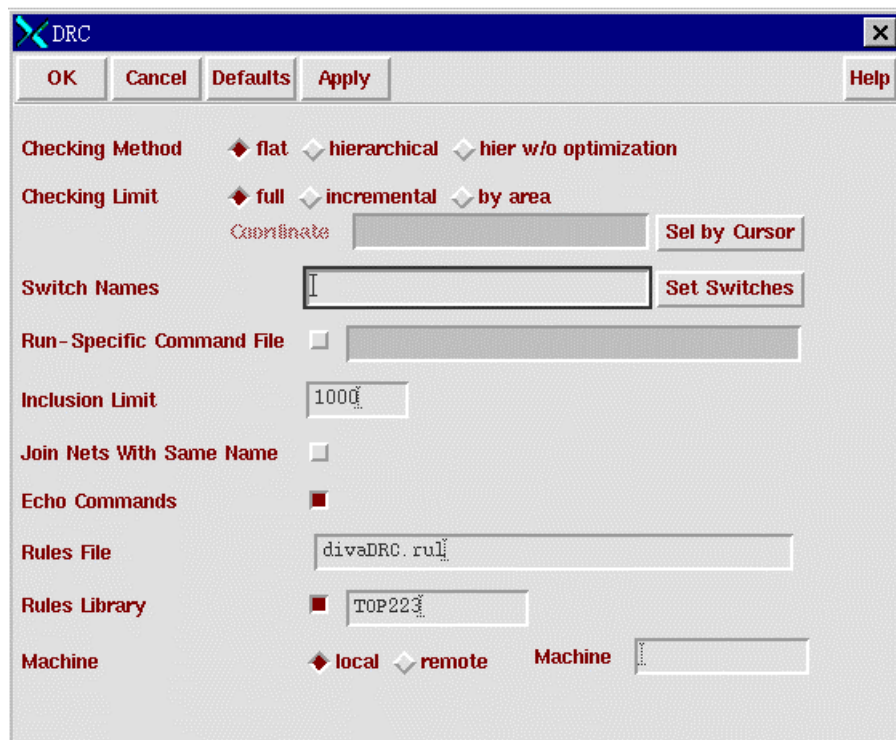 DRC
OK Cancel Defaults Apply Help
Checking Method flat hierarchical hier w/o optimization
Checking Limit full incremental by area
Coordinate Sel by Cursor
Switch Names Set Switches
Run-Specific Command File
Inclusion Limit 1000
Join Nets With Same Name
Echo Commands
Rules File divaDRC.rul
Rules Library TOP223
Machine local remote Machine